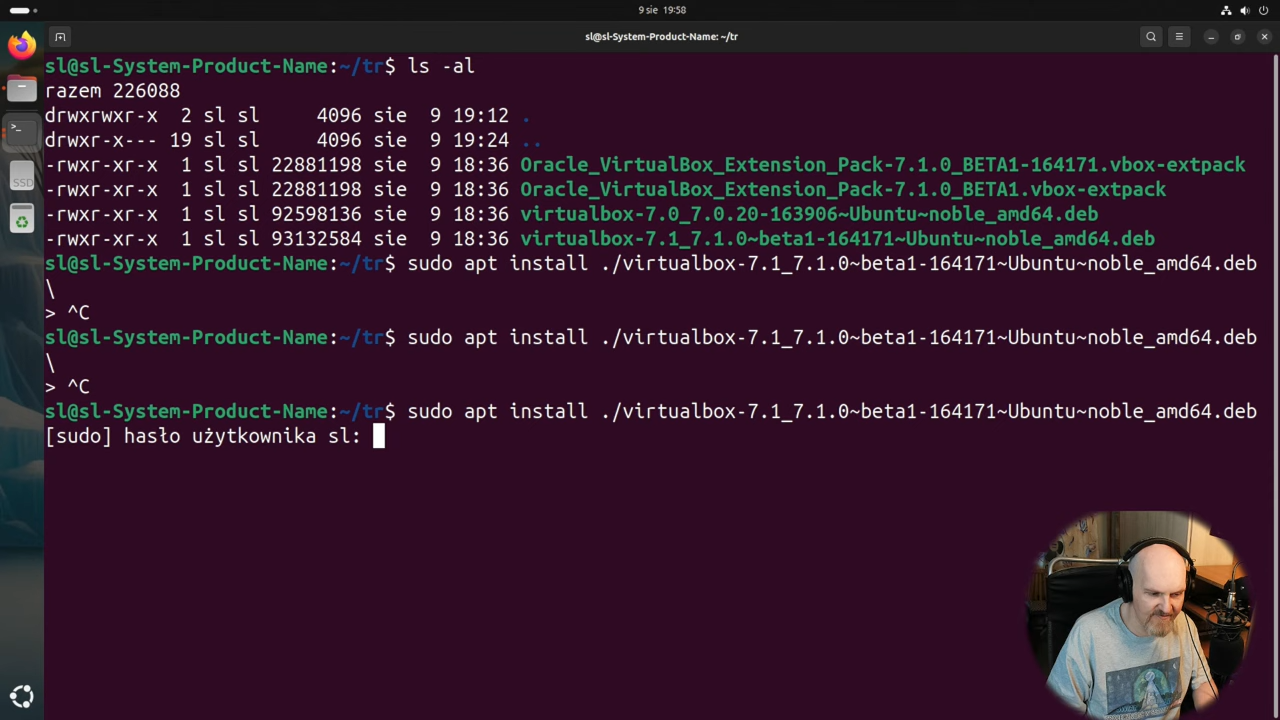 9 sie 19:58
sl@sl-System-Product-Name: ~/tr
sl@sl-System-Product-Name:~/tr$ ls -al
razem 226088
drwxrwxr-x 2 sl sl 4096 sie 9 19:12 .
drwxr-x--- 19 sl sl 4096 sie 9 19:24 ..
-rwxr-xr-x 1 sl sl 22881198 sie 9 18:36 Oracle_VirtualBox_Extension_Pack-7.1.0_BETA1-164171.vbox-extpack
-rwxr-xr-x 1 sl sl 22881198 sie 9 18:36 Oracle_VirtualBox_Extension_Pack-7.1.0_BETA1.vbox-extpack
-rwxr-xr-x 1 sl sl 92598136 sie 9 18:36 virtualbox-7.0_7.0.20-163906~Ubuntu~noble_amd64.deb
-rwxr-xr-x 1 sl sl 93132584 sie 9 18:36 virtualbox-7.1_7.1.0~beta1-164171~Ubuntu~noble_amd64.deb
sl@sl-System-Product-Name:~/tr$ sudo apt install ./virtualbox-7.1_7.1.0~beta1-164171~Ubuntu~noble_amd64.deb
\
> ^C
sl@sl-System-Product-Name:~/tr$ sudo apt install ./virtualbox-7.1_7.1.0~beta1-164171~Ubuntu~noble_amd64.deb
\
> ^C
sl@sl-System-Product-Name:~/tr$ sudo apt install ./virtualbox-7.1_7.1.0~beta1-164171~Ubuntu~noble_amd64.deb
[sudo] hasło użytkownika sl:
SSD